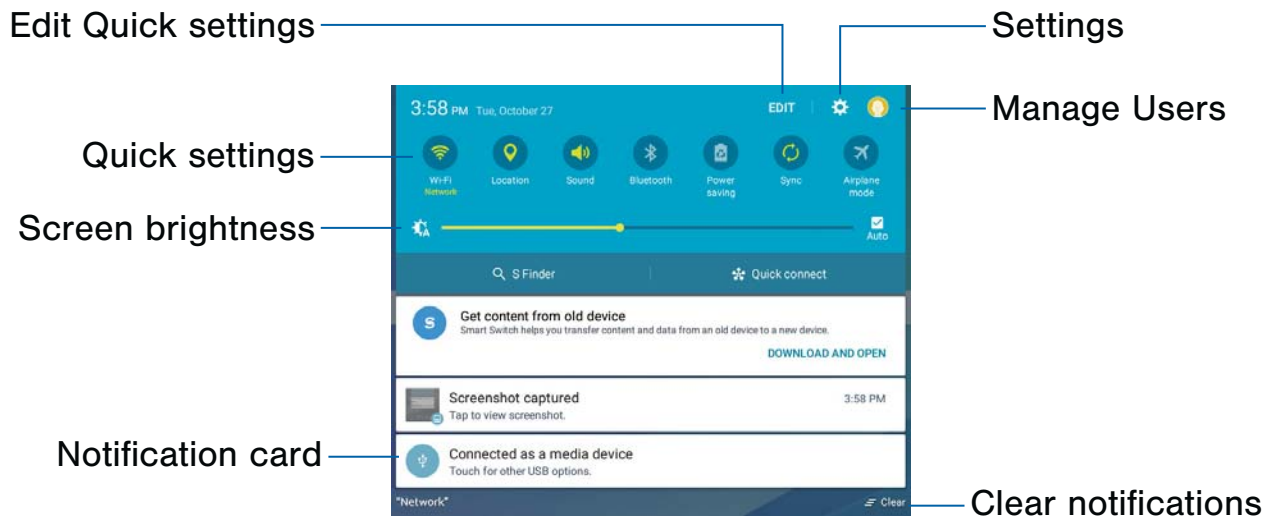 Edit Quick settings
Settings
3:58 PM Tue, October 27
EDIT
Manage Users
Quick settings
Wi-Fi
Network
Location
Sound
Bluetooth
Power
saving
Sync
Airplane
mode
Screen brightness
A
Auto
S Finder
Quick connect
S
Get content from old device
Smart Switch helps you transfer content and data from an old device to a new device.
DOWNLOAD AND OPEN
Screenshot captured
3:58 PM
Tap to view screenshot.
Notification card
Connected as a media device
Touch for other USB options.
"Network"
Clear
Clear notifications